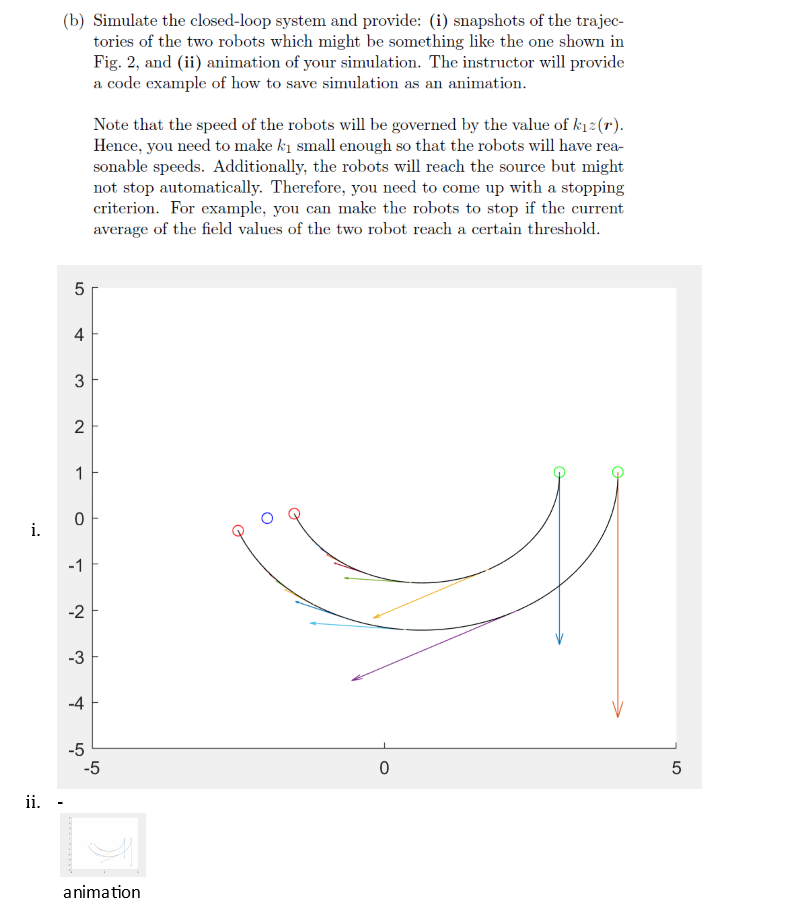 (b) Simulate the closed-loop system and provide: (i) snapshots of the trajec-
tories of the two robots which might be something like the one shown in
Fig. 2, and (ii) animation of your simulation. The instructor will provide
a code example of how to save simulation as an animation.
Note that the speed of the robots will be governed by the value of k₁z(r).
Hence, you need to make k₁ small enough so that the robots will have rea-
sonable speeds. Additionally, the robots will reach the source but might
not stop automatically. Therefore, you need to come up with a stopping
criterion. For example, you can make the robots to stop if the current
average of the field values of the two robot reach a certain threshold.
i.
5
4
3
2
1
0
-1
-2
-3
-4
-5
-5 0 5
ii. -
animation